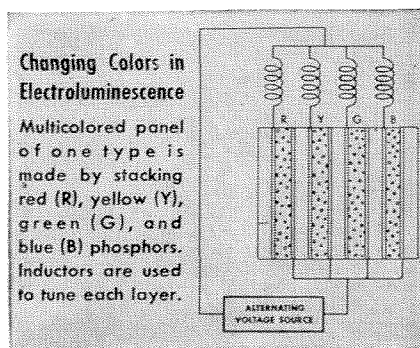 Changing Colors in
Electroluminescence
Multicolored panel
of one type is
made by stacking
red (R), yellow (Y),
green (G), and
blue (B) phosphors.
Inductors are used
to tune each layer.
R Y G B
ALTERNATING
VOLTAGE SOURCE